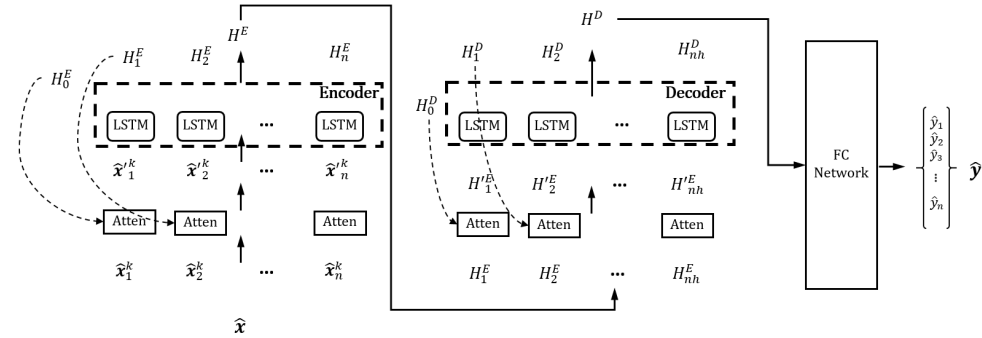 H^E H_1^E H_2^E H_n^E
H_0^E
Encoder
LSTM LSTM ... LSTM
x̂'_1^k x̂'_2^k ... x̂'_n^k
Atten Atten Atten
x̂_1^k x̂_2^k ... x̂_n^k
x̂
H^D
H_1^D H_2^D H_nh^D
H_0^D
Decoder
LSTM LSTM ... LSTM
H'_1^E H'_2^E ... H'_nh^E
Atten Atten Atten
H_1^E H_2^E ... H_nh^E
FC
Network
ŷ_1
ŷ_2
ŷ_3
⋮
ŷ_n
ŷ